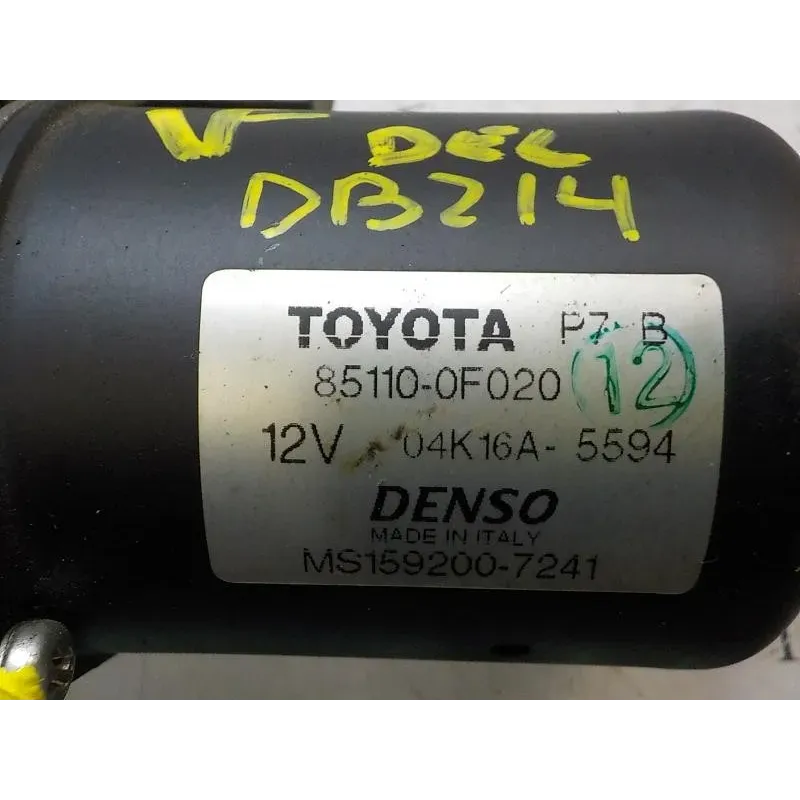 V DEL
DB214
TOYOTA P7 B
85110-0F020 12
12V 04K16A- 5594
DENSO
MADE IN ITALY
MS159200-7241